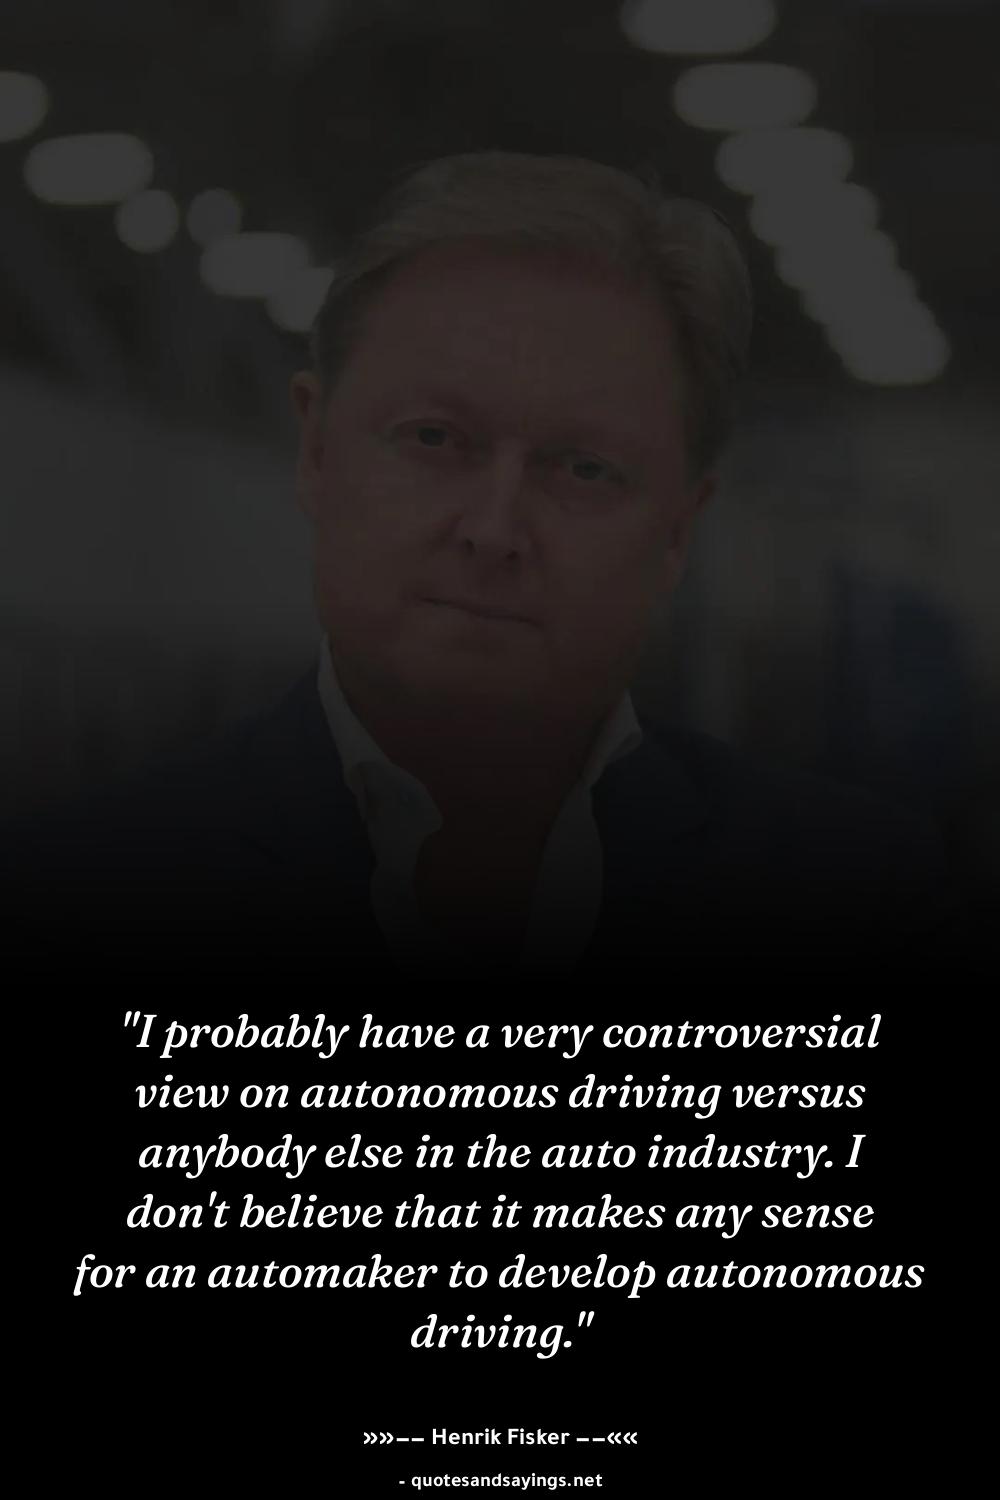 "I probably have a very controversial
view on autonomous driving versus
anybody else in the auto industry. I
don't believe that it makes any sense
for an automaker to develop autonomous
driving."
»»−− Henrik Fisker −−««
- quotesandsayings.net